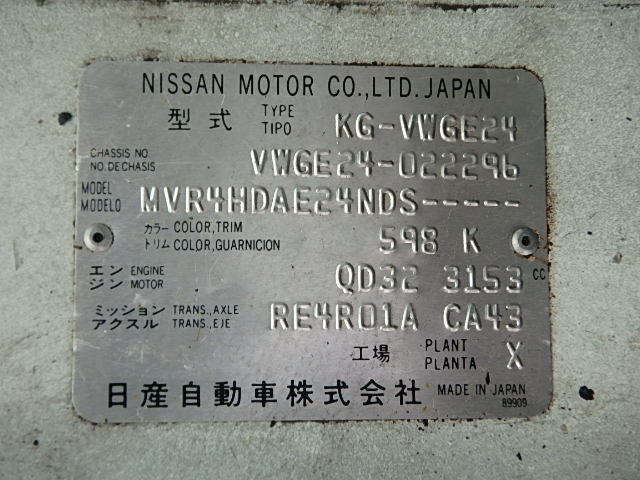 NISSAN MOTOR CO.,LTD. JAPAN
型式 TYPE TIPO KG-VWGE24
CHASSIS NO. NO. DE CHASIS VWGE24-022296
MODEL MODELO MVR4HDAE24NDS-----
カラー COLOR,TRIM
トリム COLOR,GUARNICION 598 K
エンジン ENGINE MOTOR QD32 3153 CC
ミッション TRANS.,AXLE
アクスル TRANS.,EJE RE4R01A CA43
工場 PLANT PLANTA X
日産自動車株式会社 MADE IN JAPAN
89909